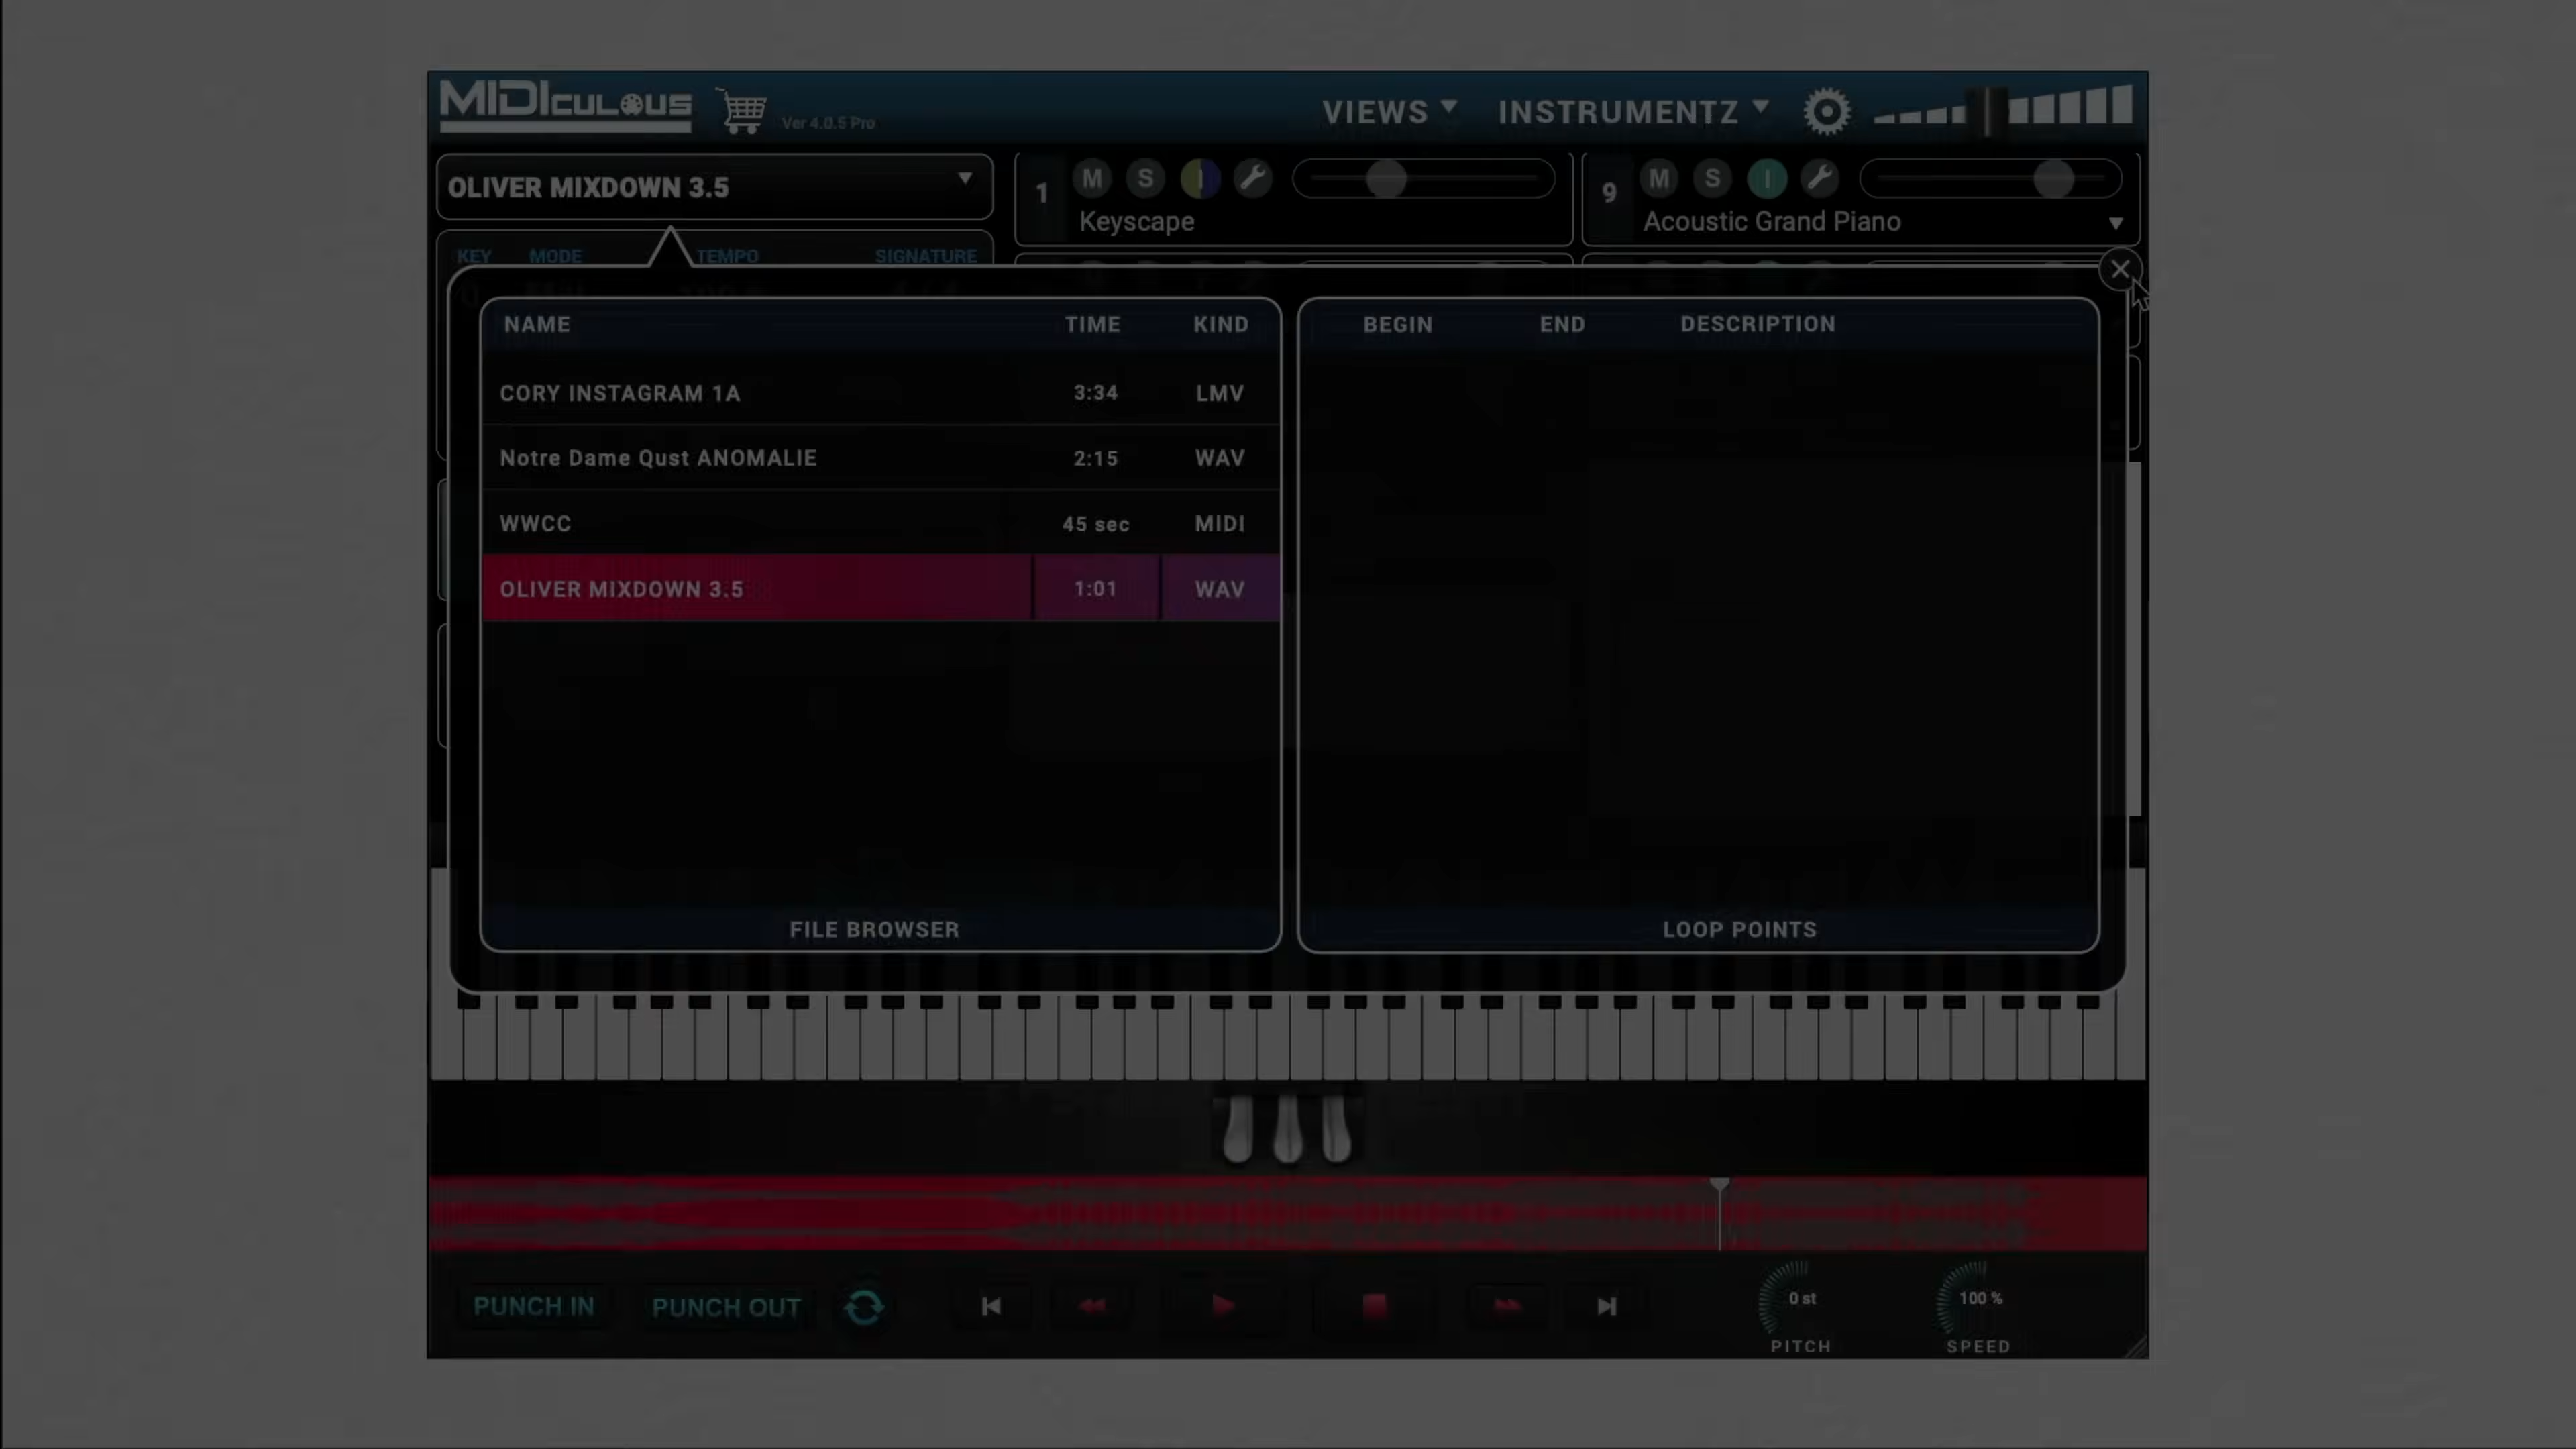 MIDIculous Ver 4.0.5 Pro VIEWS INSTRUMENTZ
OLIVER MIXDOWN 3.5
1 M S I
Keyscape
9 M S I
Acoustic Grand Piano
KEY MODE TEMPO SIGNATURE
NAME TIME KIND
CORY INSTAGRAM 1A 3:34 LMV
Notre Dame Qust ANOMALIE 2:15 WAV
WWCC 45 sec MIDI
OLIVER MIXDOWN 3.5 1:01 WAV
FILE BROWSER
BEGIN END DESCRIPTION
LOOP POINTS
PUNCH IN PUNCH OUT
0 st
PITCH
100 %
SPEED